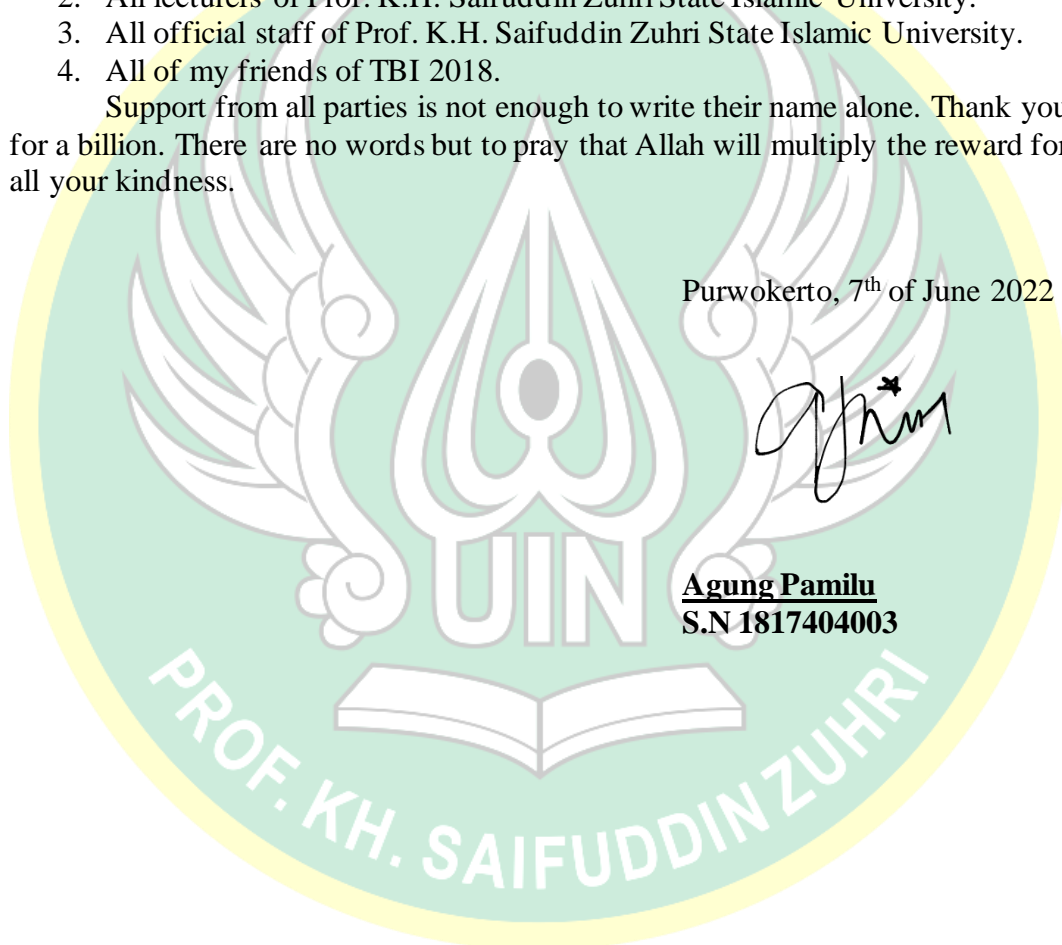 2. All lecturers of Prof. K.H. Saifuddin Zuhri State Islamic University.
3. All official staff of Prof. K.H. Saifuddin Zuhri State Islamic University.
4. All of my friends of TBI 2018.
Support from all parties is not enough to write their name alone. Thank you
for a billion. There are no words but to pray that Allah will multiply the reward for
all your kindness.
Purwokerto, 7th of June 2022
Agung Pamilu
S.N 1817404003
UIN
PROF. KH. SAIFUDDIN ZUHRI